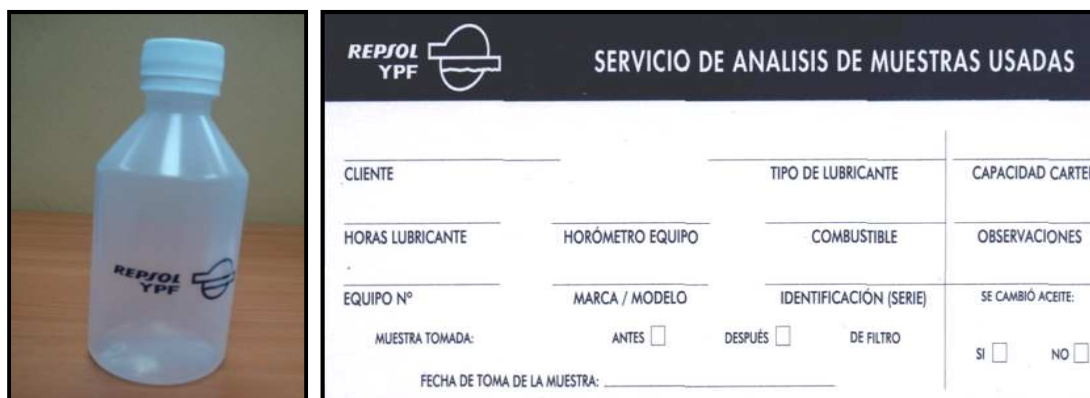 REPSOL
YPF
REPSOL
YPF
SERVICIO DE ANALISIS DE MUESTRAS USADAS
CLIENTE
TIPO DE LUBRICANTE
CAPACIDAD CARTE
HORAS LUBRICANTE
HORÓMETRO EQUIPO
COMBUSTIBLE
OBSERVACIONES
EQUIPO Nº
MARCA / MODELO
IDENTIFICACIÓN (SERIE)
SE CAMBIÓ ACEITE:
MUESTRA TOMADA:
ANTES
DESPUÉS
DE FILTRO
SI
NO
FECHA DE TOMA DE LA MUESTRA: